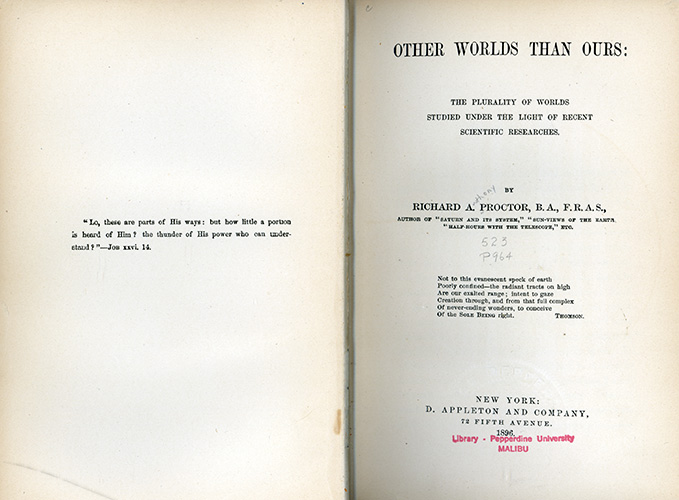 "Lo, these are parts of His ways: but how little a portion
is heard of Him? the thunder of His power who can under-
stand?"—Job xxvi. 14.
OTHER WORLDS THAN OURS:
THE PLURALITY OF WORLDS
STUDIED UNDER THE LIGHT OF RECENT
SCIENTIFIC RESEARCHES.
BY
thony
RICHARD A. PROCTOR, B.A., F.R.A.S.,
AUTHOR OF "SATURN AND ITS SYSTEM," "SUN-VIEWS OF THE EARTH,
"HALF-HOURS WITH THE TELESCOPE," ETC.
523
P964
Not to this evanescent speck of earth
Poorly confined—the radiant tracts on high
Are our exalted range; intent to gaze
Creation through, and from that full complex
Of never-ending wonders, to conceive
Of the Sole Being right. Thomson.
NEW YORK:
D. APPLETON AND COMPANY,
72 FIFTH AVENUE.
1896.
Library - Pepperdine University
MALIBU